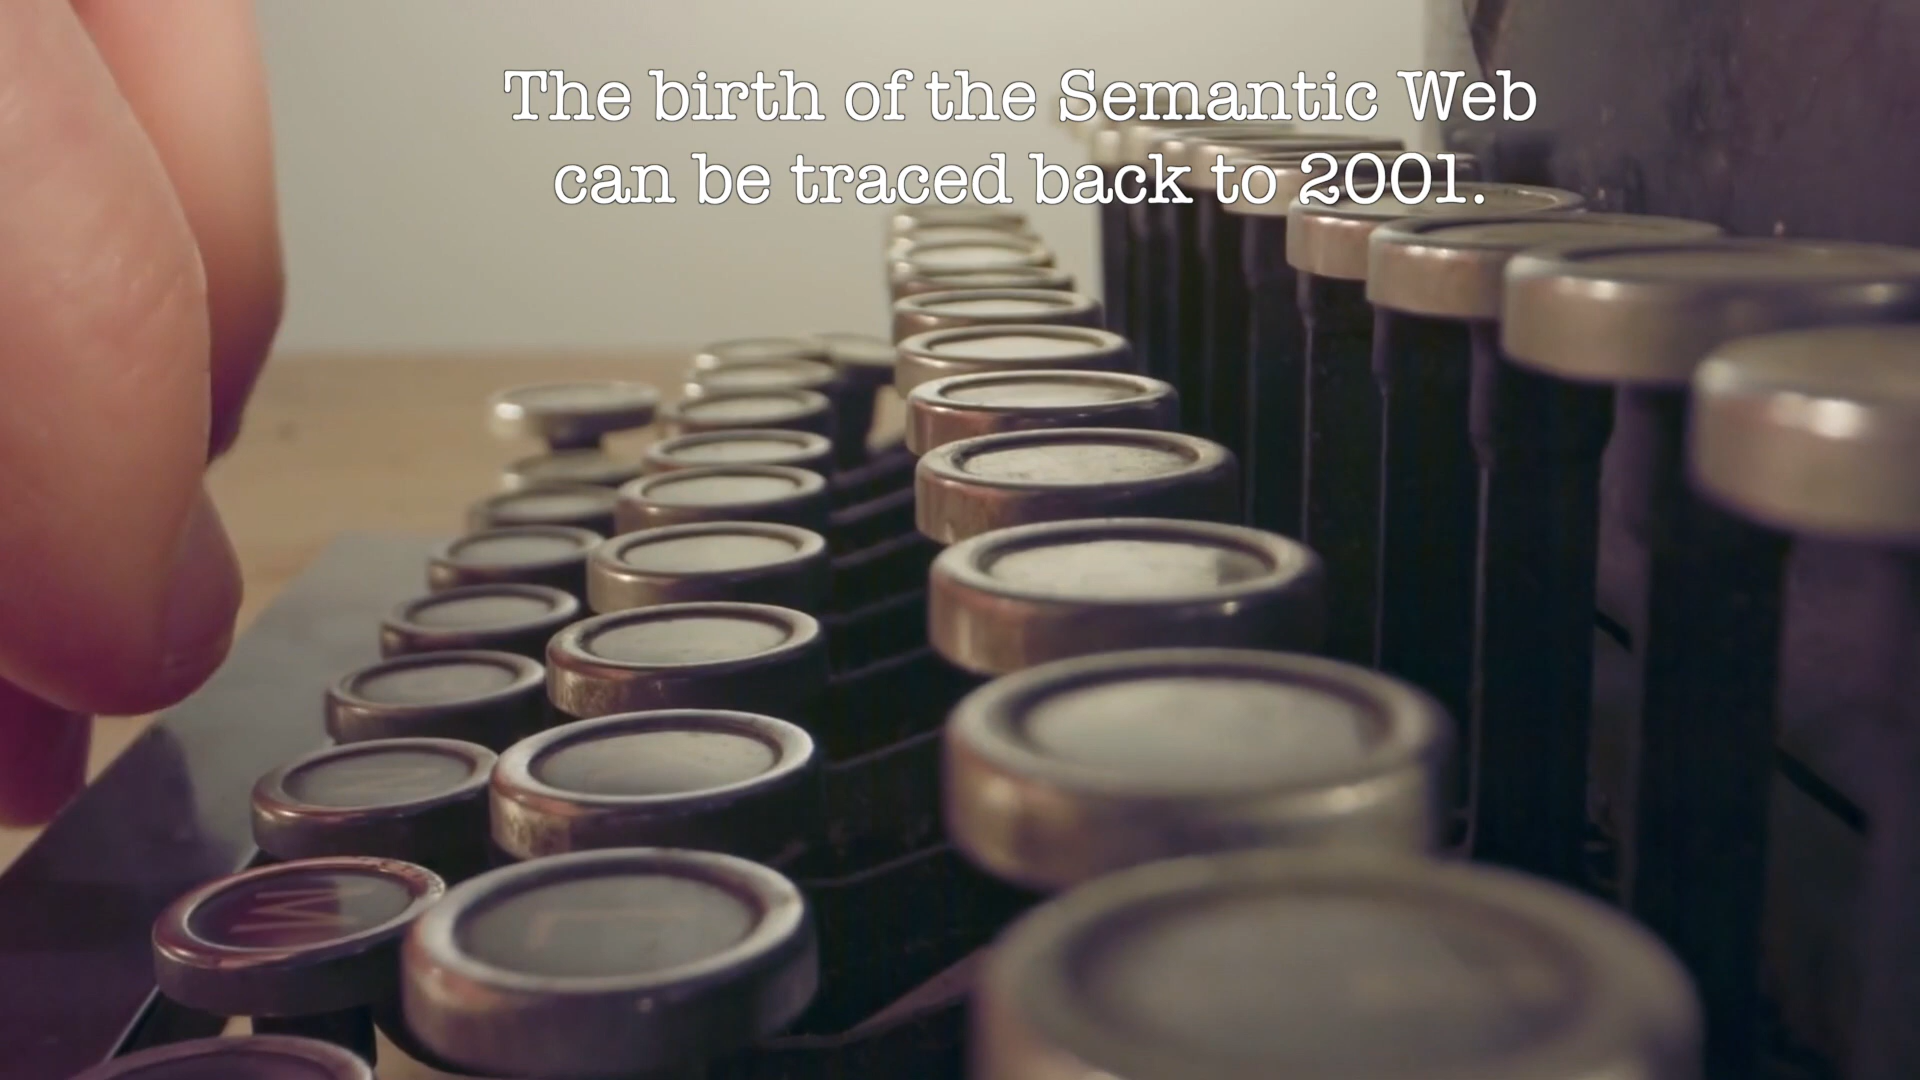 The birth of the Semantic Web
can be traced back to 2001.
M
L